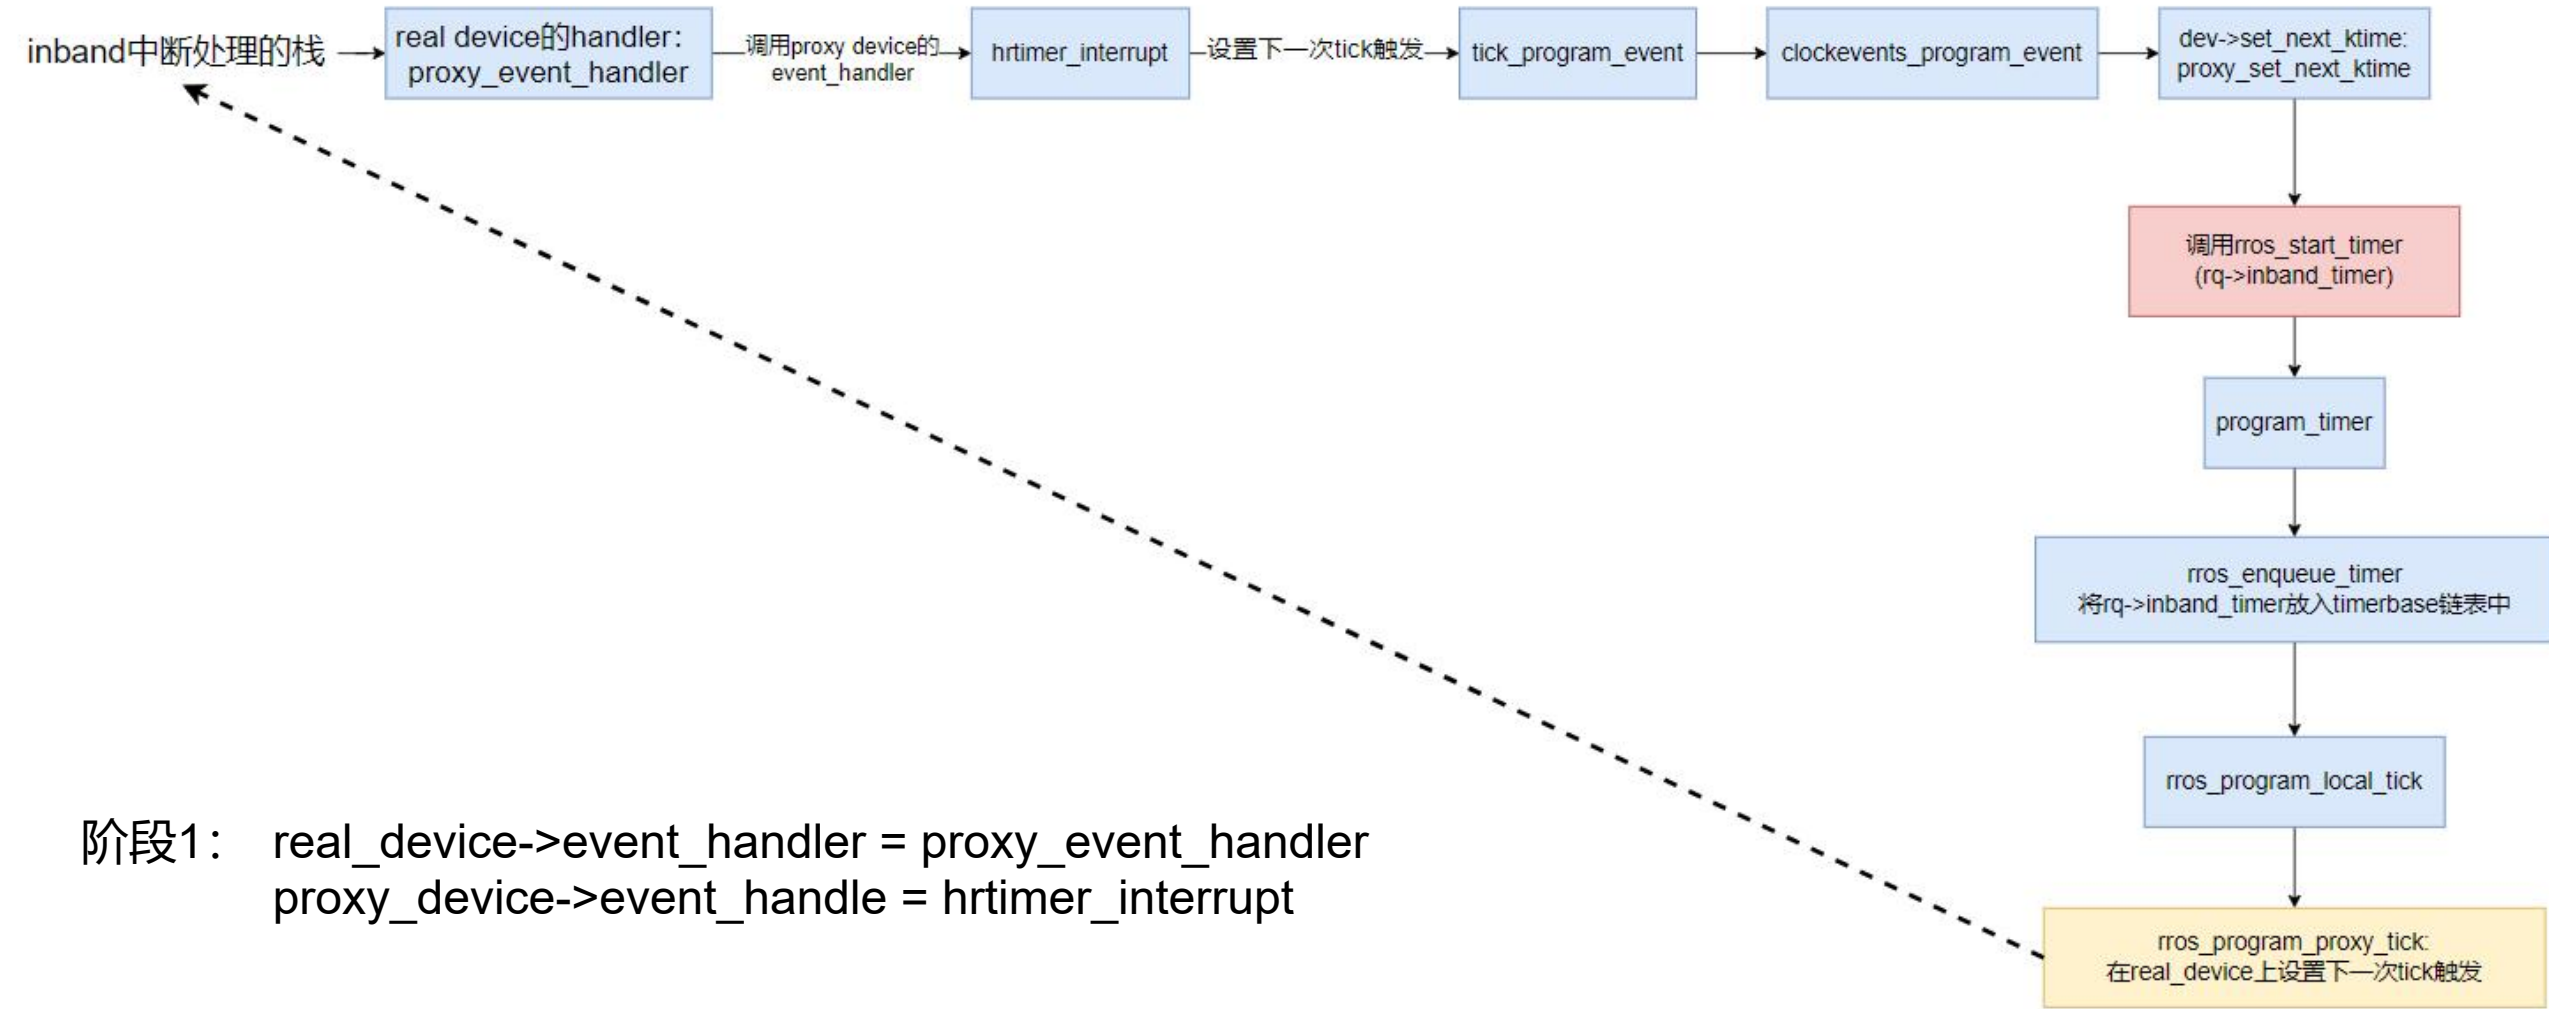 inband中断处理的栈
real device的handler：
proxy_event_handler
调用proxy device的
event_handler
hrtimer_interrupt
设置下一次tick触发
tick_program_event
clockevents_program_event
dev->set_next_ktime:
proxy_set_next_ktime
调用rros_start_timer
(rq->inband_timer)
program_timer
rros_enqueue_timer
将rq->inband_timer放入timerbase链表中
rros_program_local_tick
rros_program_proxy_tick:
在real_device上设置下一次tick触发
阶段1： real_device->event_handler = proxy_event_handler
proxy_device->event_handle = hrtimer_interrupt